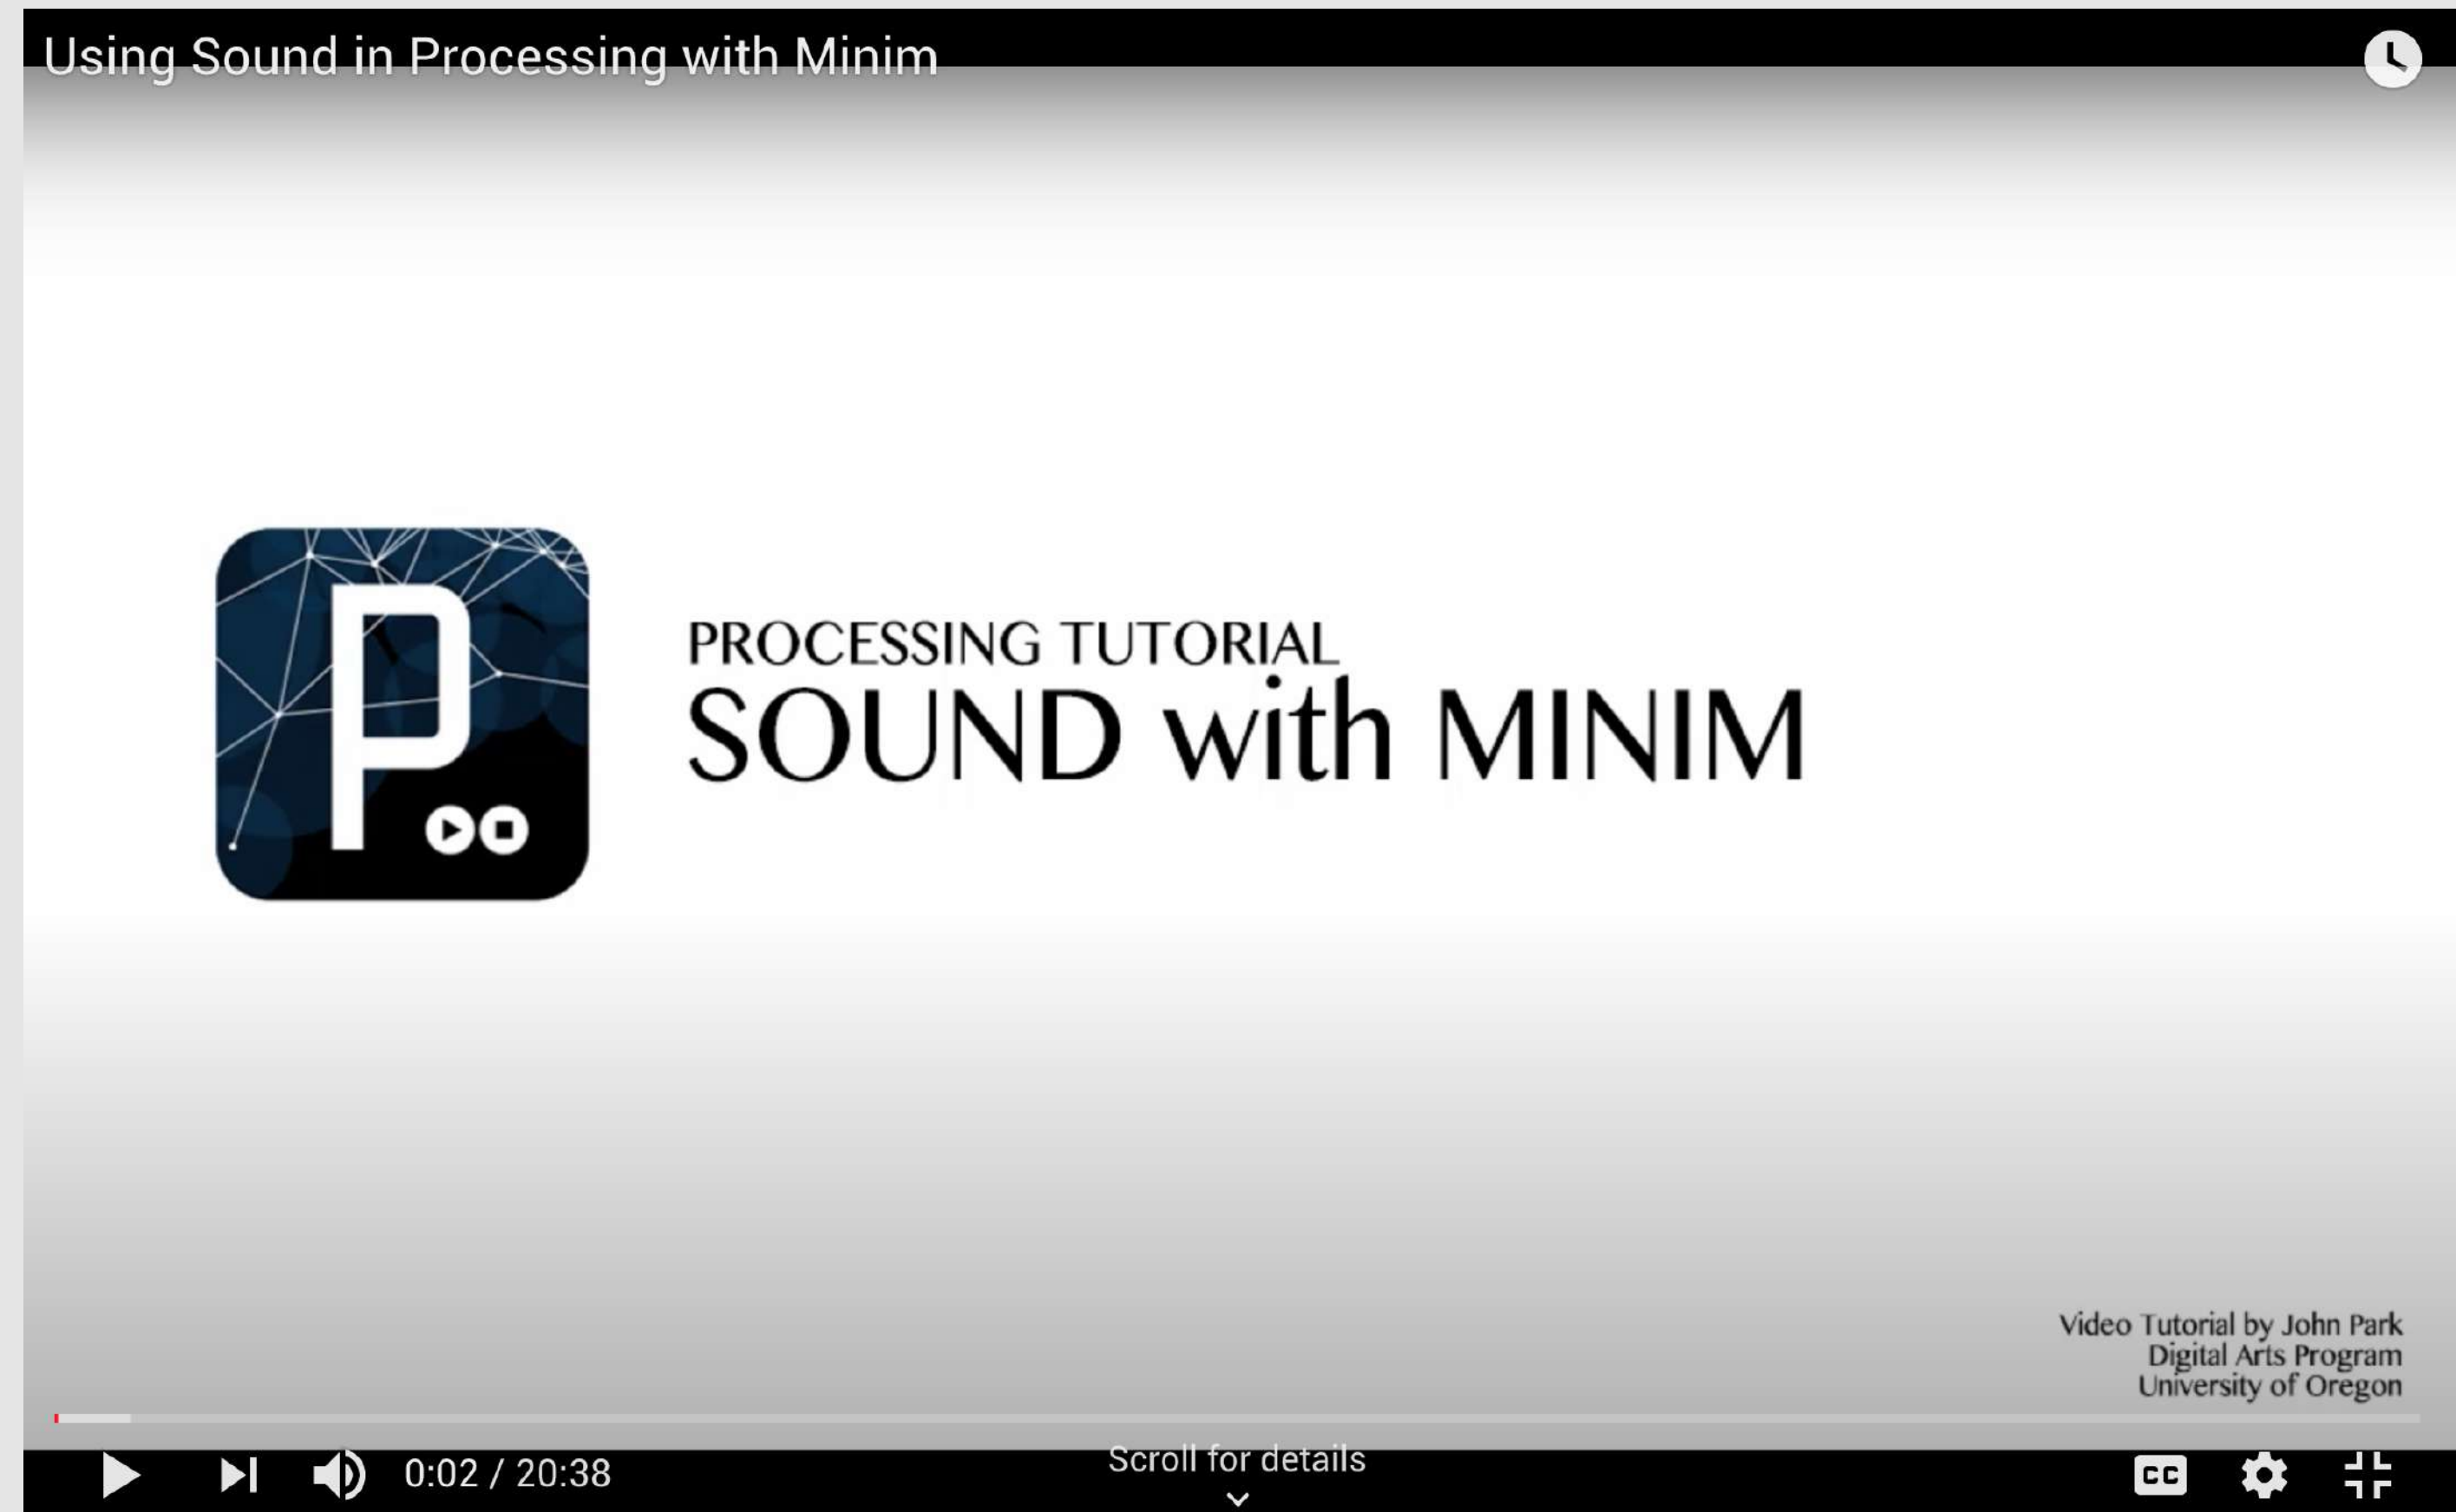 Using Sound in Processing with Minim
P
PROCESSING TUTORIAL
SOUND with MINIM
Video Tutorial by John Park
Digital Arts Program
University of Oregon
0:02 / 20:38
Scroll for details
CC